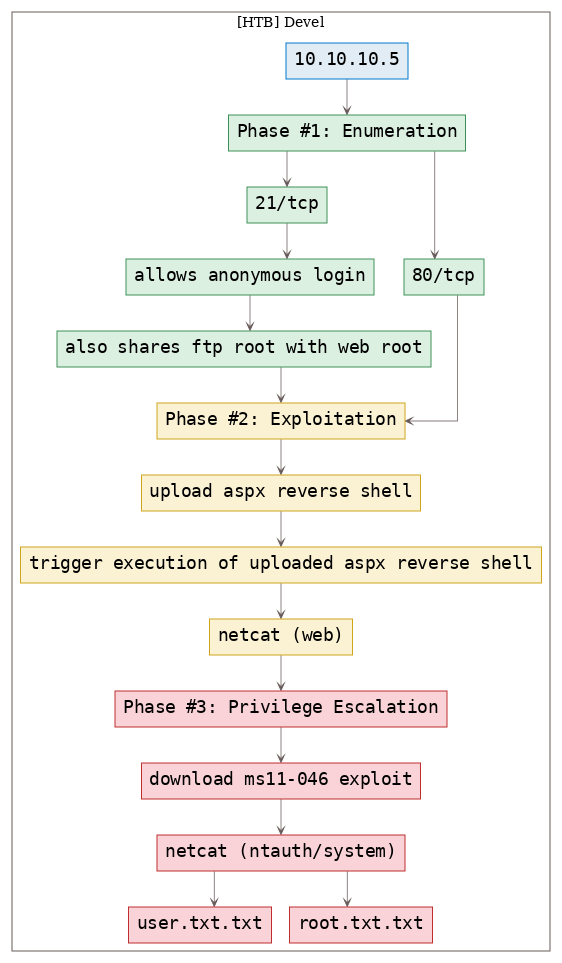 [HTB] Devel
10.10.10.5
Phase #1: Enumeration
21/tcp
allows anonymous login
80/tcp
also shares ftp root with web root
Phase #2: Exploitation
upload aspx reverse shell
trigger execution of uploaded aspx reverse shell
netcat (web)
Phase #3: Privilege Escalation
download ms11-046 exploit
netcat (ntauth/system)
user.txt.txt
root.txt.txt